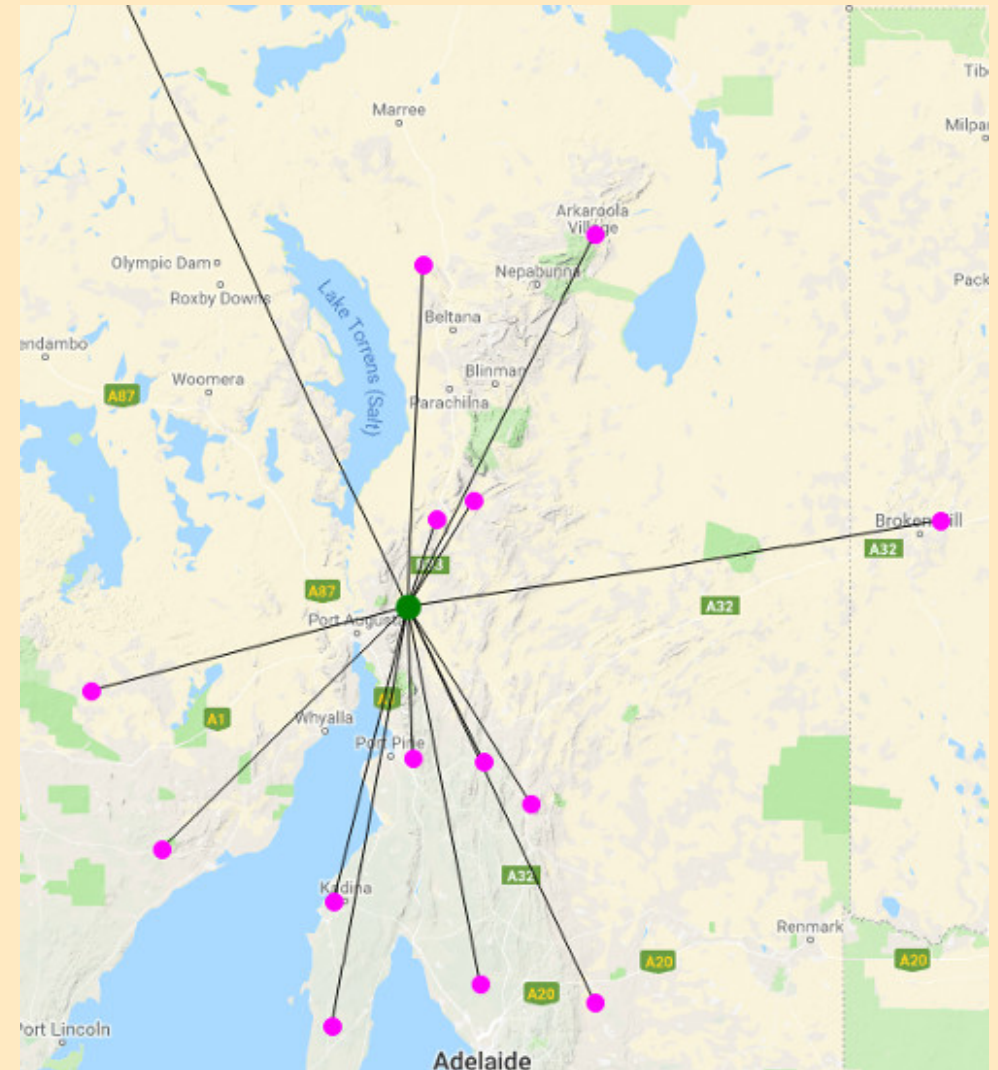 Tib
Marree
Milpa
Arkaroola
Village
Olympic Dam
Nepabunna
Pack
Roxby Downs
Lake Torrens (Salt)
Beltana
endambo
Blinman
Woomera
A87
Parachilna
Broken Hill
A32
A87
A32
Port Augusta
A1
Whyalla
Port Pirie
A32
Kadina
Renmark
A20
A20
A20
Port Lincoln
Adelaide